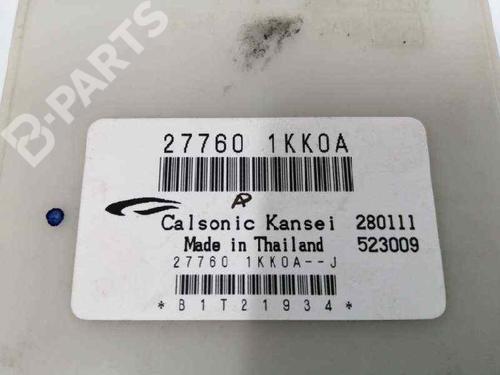 B-PARTS
27760 1KK0A
Calsonic Kansei 280111
Made in Thailand 523009
27760 1KK0A--J
*B1T21934*